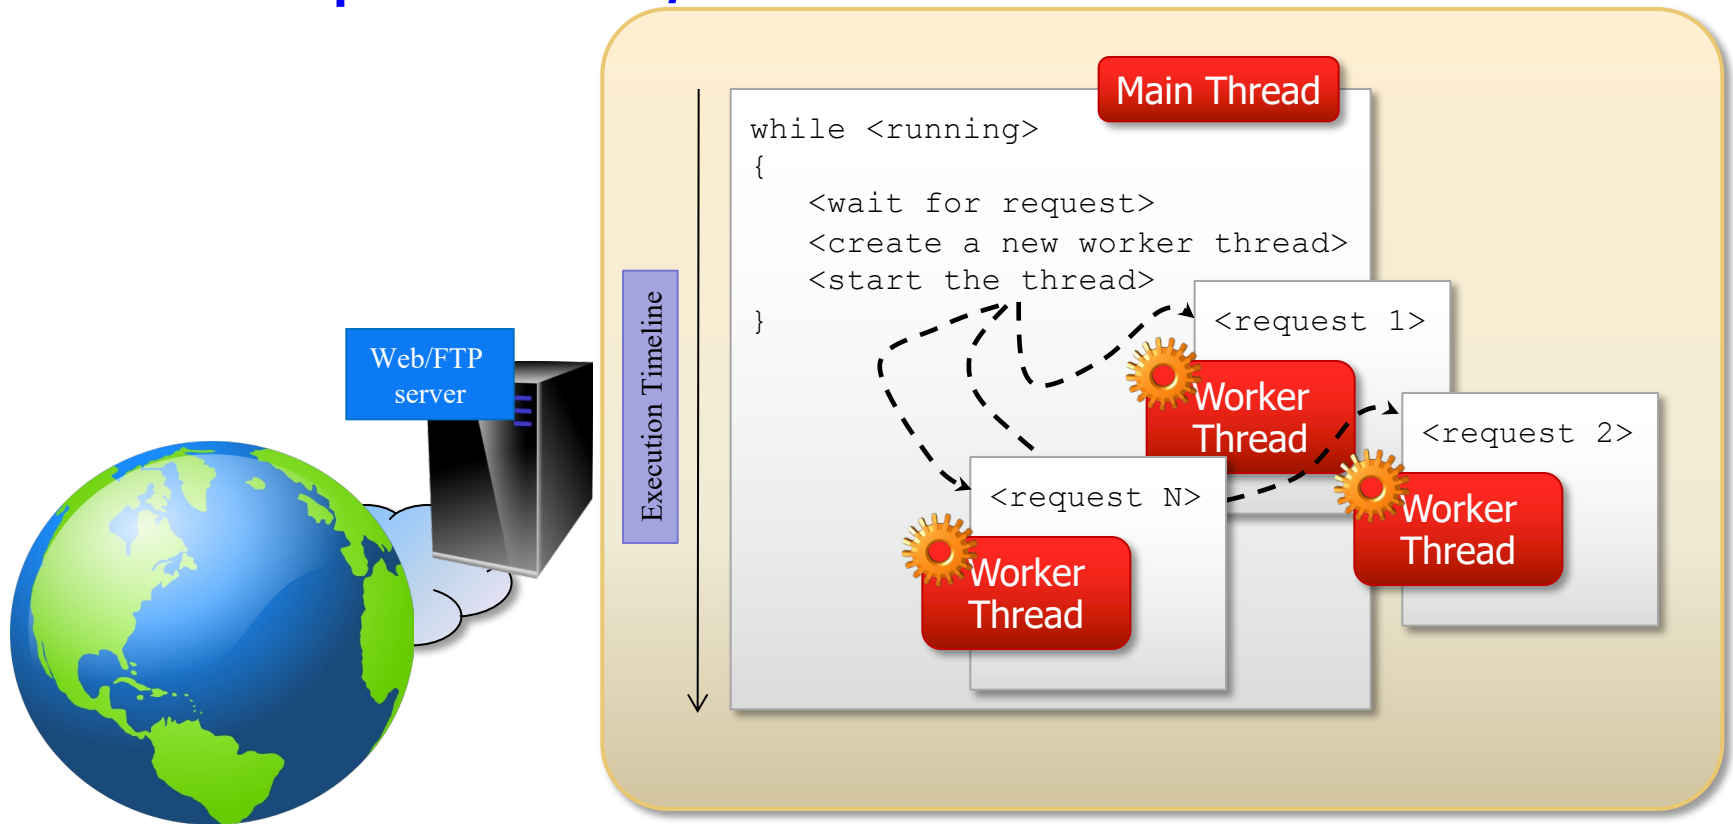 Main Thread
while <running>
{
<wait for request>
<create a new worker thread>
<start the thread>
}
<request 1>
Worker
Thread
<request 2>
Worker
Thread
<request N>
Worker
Thread
Execution Timeline
Web/FTP
server